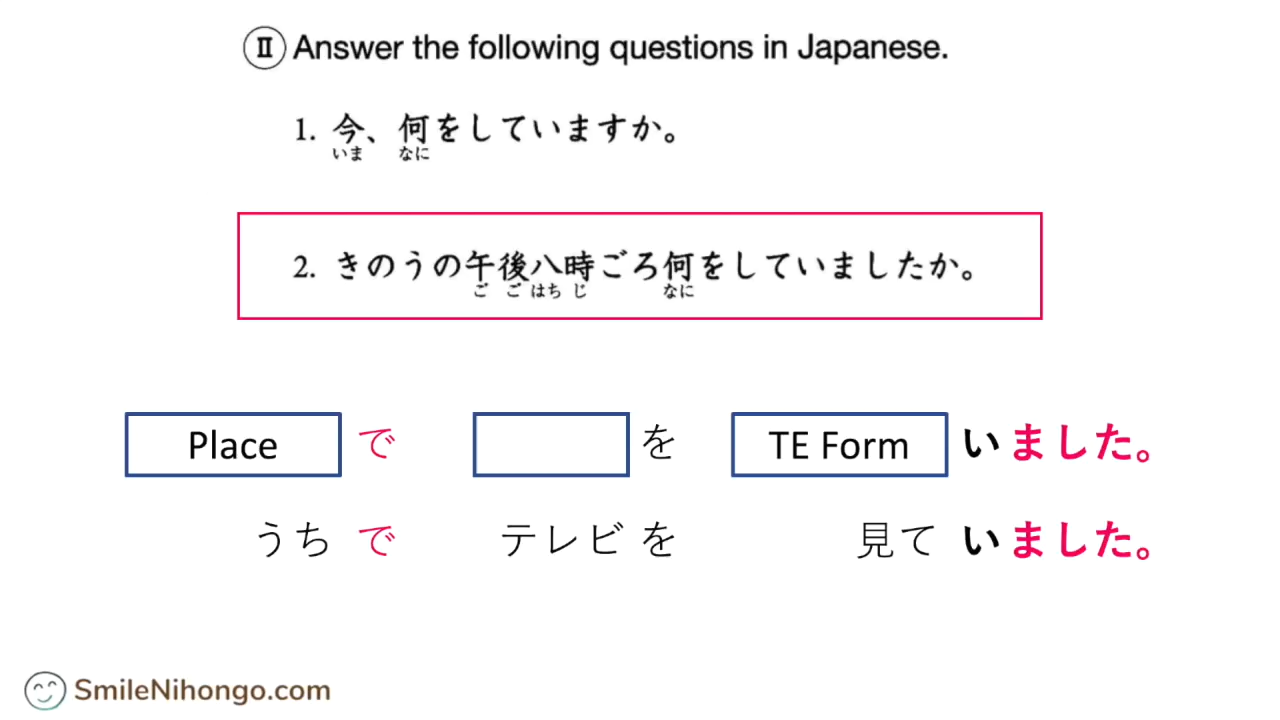 Ⅱ Answer the following questions in Japanese.
1. 今、何をしていますか。
いま なに
2. きのうの午後八時ごろ何をしていましたか。
ご ご はち じ なに
Place で を TE Form いました。
うち で テレビ を 見て いました。
SmileNihongo.com